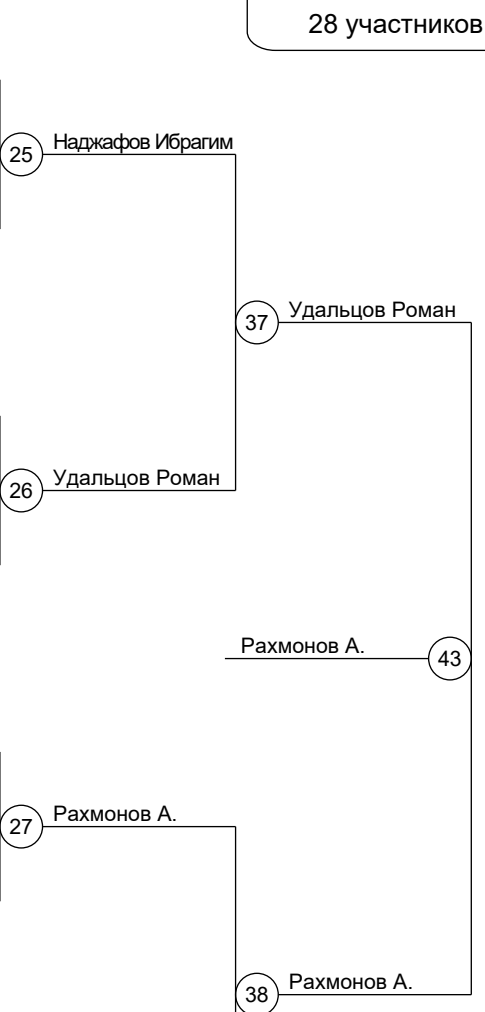 28 участников
25 Наджафов Ибрагим
37 Удальцов Роман
26 Удальцов Роман
Рахмонов А. 43
27 Рахмонов А.
38 Рахмонов А.